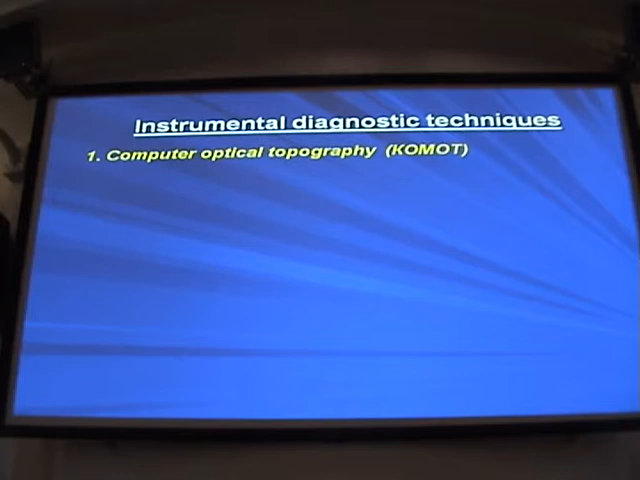 Instrumental diagnostic techniques
1. Computer optical topography (KOMOT)